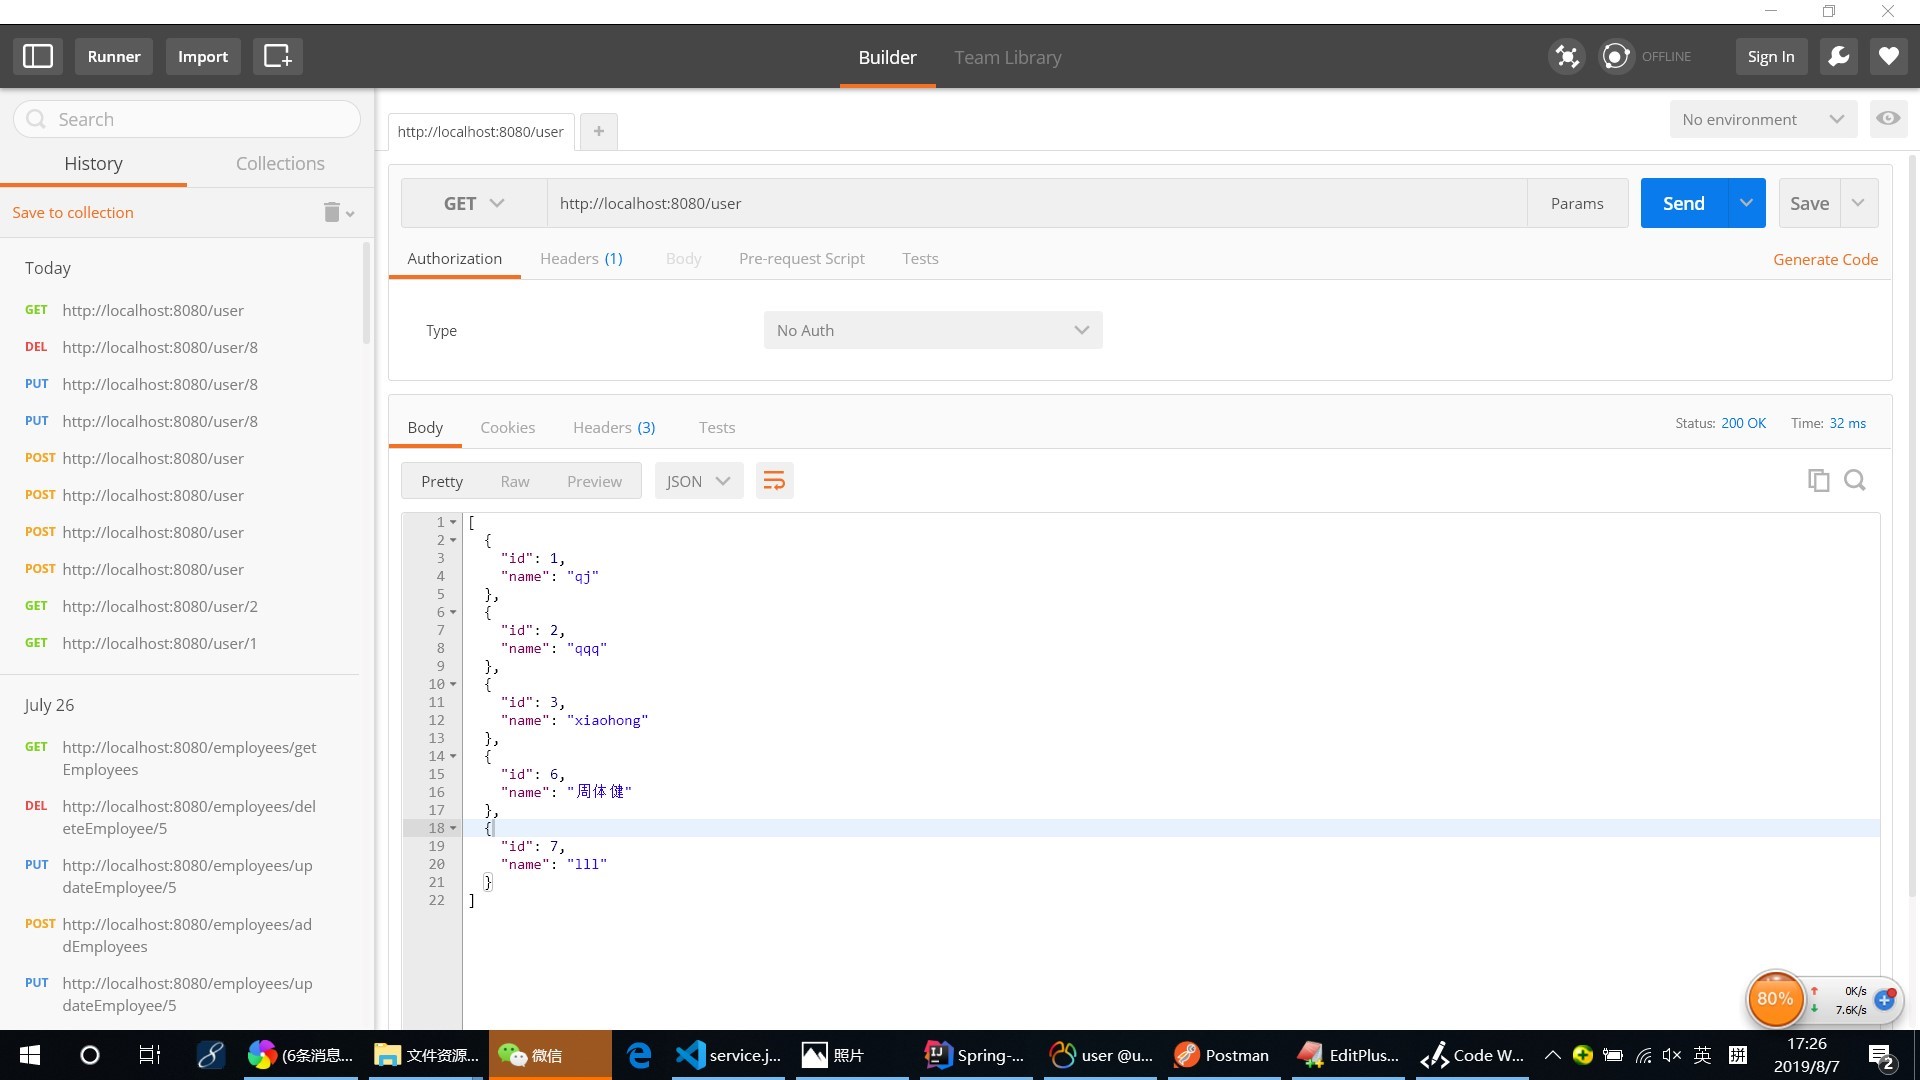 Runner
Import
Builder
Team Library
OFFLINE
Sign In
Search
History
Collections
Save to collection
Today
GET http://localhost:8080/user
DEL http://localhost:8080/user/8
PUT http://localhost:8080/user/8
PUT http://localhost:8080/user/8
POST http://localhost:8080/user
POST http://localhost:8080/user
POST http://localhost:8080/user
POST http://localhost:8080/user
GET http://localhost:8080/user/2
GET http://localhost:8080/user/1
July 26
GET http://localhost:8080/employees/get
Employees
DEL http://localhost:8080/employees/del
eteEmployee/5
PUT http://localhost:8080/employees/up
dateEmployee/5
POST http://localhost:8080/employees/ad
dEmployees
PUT http://localhost:8080/employees/up
dateEmployee/5
http://localhost:8080/user
No environment
GET http://localhost:8080/user Params Send Save
Authorization Headers (1) Body Pre-request Script Tests Generate Code
Type No Auth
Body Cookies Headers (3) Tests Status: 200 OK Time: 32 ms
Pretty Raw Preview JSON
1 [
2 {
3 "id": 1,
4 "name": "qj"
5 },
6 {
7 "id": 2,
8 "name": "qqq"
9 },
10 {
11 "id": 3,
12 "name": "xiaohong"
13 },
14 {
15 "id": 6,
16 "name": "周体健"
17 },
18 {
19 "id": 7,
20 "name": "lll"
21 }
22 ]
80%
0K/s
7.6K/s
(6条消息...
文件资源...
微信
service.j...
照片
Spring-...
user @u...
Postman
EditPlus...
Code W...
英
拼
17:26
2019/8/7
2